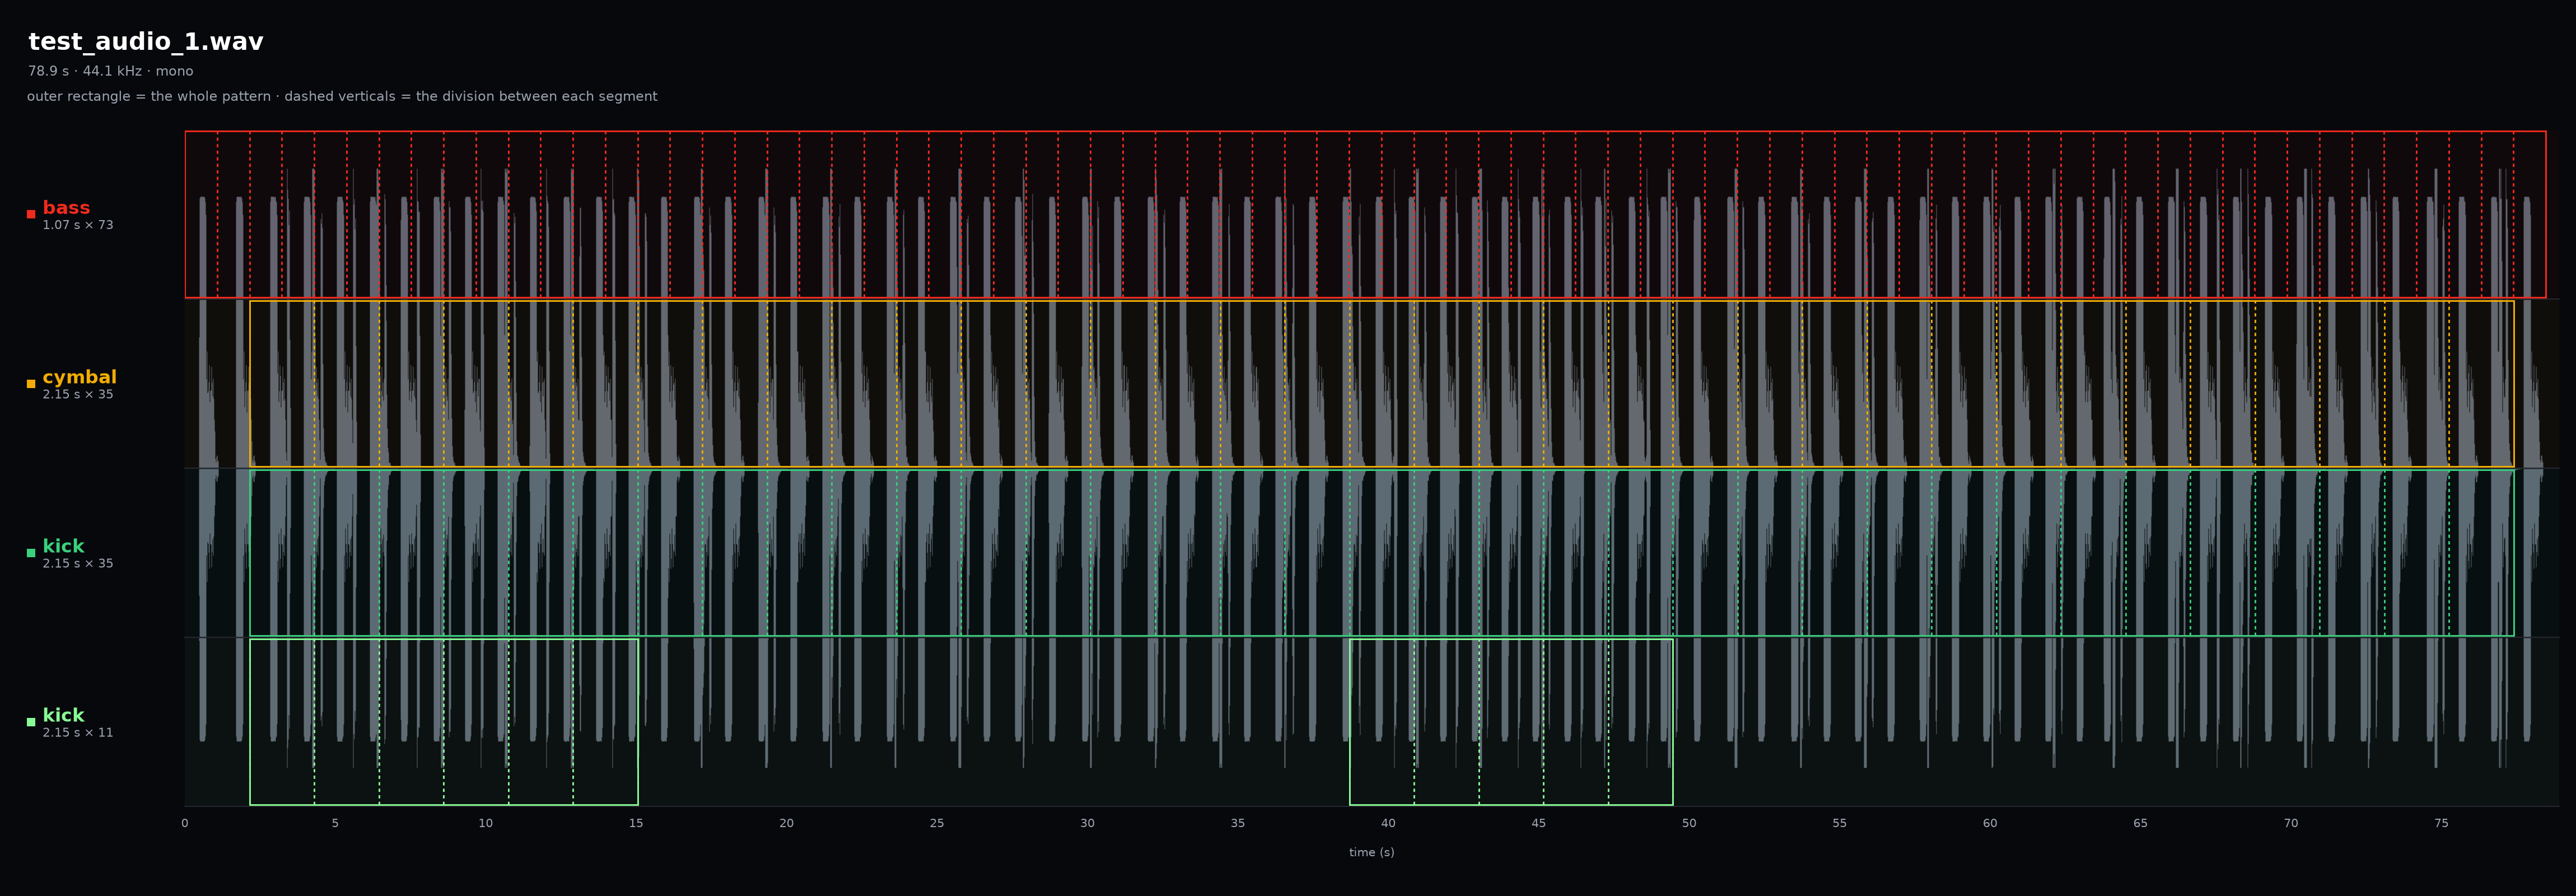 test_audio_1.wav
78.9 s · 44.1 kHz · mono
outer rectangle = the whole pattern · dashed verticals = the division between each segment
bass
1.07 s × 73
cymbal
2.15 s × 35
kick
2.15 s × 35
kick
2.15 s × 11
0 5 10 15 20 25 30 35 40 45 50 55 60 65 70 75
time (s)